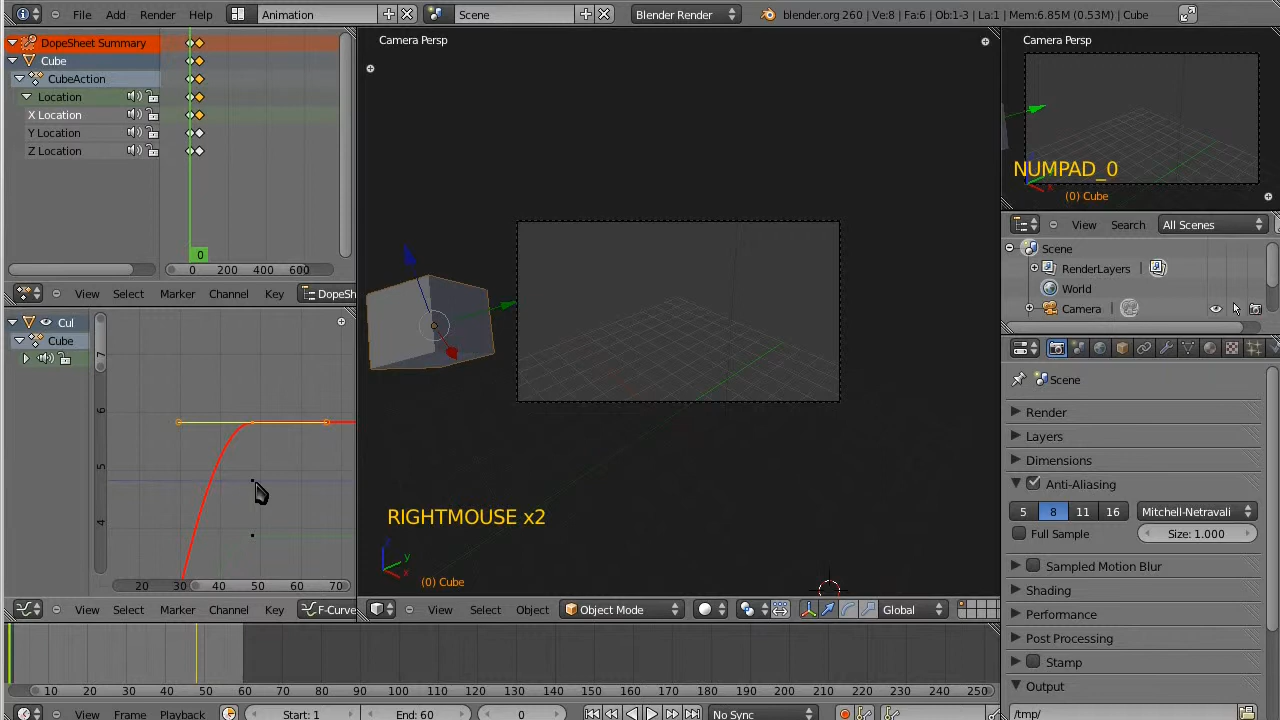 File Add Render Help Animation Scene Blender Render blender.org 260 | Ve:8 | Fa:6 | Ob:1-3 | La:1 | Mem:6.85M (0.53M) | Cube
DopeSheet Summary
Cube
CubeAction
Location
X Location
Y Location
Z Location
0
0 200 400 600
View Select Marker Channel Key DopeSh
Cul
Cube
7
6
5
4
20 30 40 50 60 70
View Select Marker Channel Key F-Curve
Camera Persp
RIGHTMOUSE x2
z
y
x
(0) Cube
View Select Object Object Mode Global
Camera Persp
NUMPAD_0
(0) Cube
View Search All Scenes
Scene
RenderLayers
World
Camera
Scene
Render
Layers
Dimensions
Anti-Aliasing
5 8 11 16 Mitchell-Netravali
Full Sample Size: 1.000
Sampled Motion Blur
Shading
Performance
Post Processing
Stamp
Output
/tmp/
10 20 30 40 50 60 70 80 90 100 110 120 130 140 150 160 170 180 190 200 210 220 230 240 250
View Frame Playback Start: 1 End: 60 0 No Sync